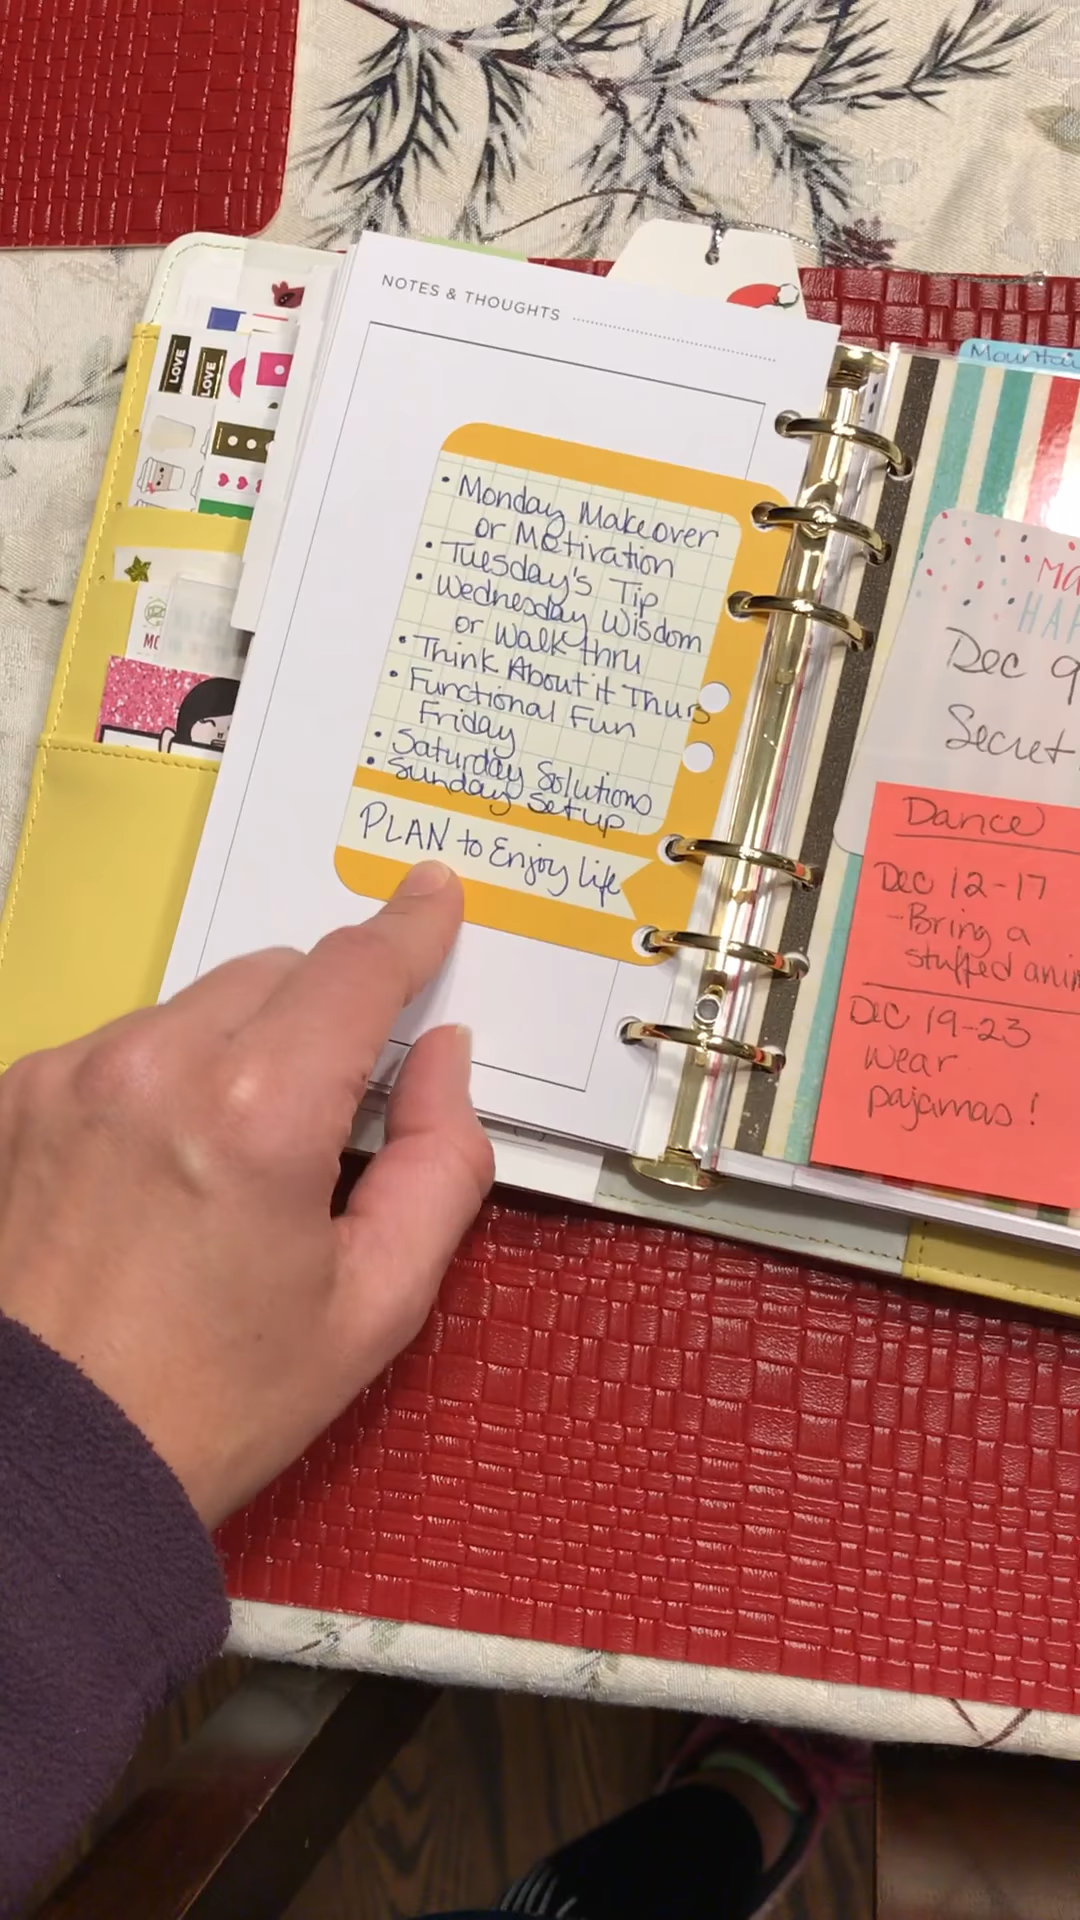 NOTES & THOUGHTS
• Monday Makeover
or Motivation
• Tuesday's Tip
• Wednesday Wisdom
or Walk thru
• Think About it Thurs
• Functional Fun
Friday
• Saturday Solutions
• Sunday Setup
PLAN to Enjoy life
LOVE
LOVE
Dec 9
Secret
Dance
Dec 12-17
-Bring a
stuffed
Dec 19-23
wear
pajamas!